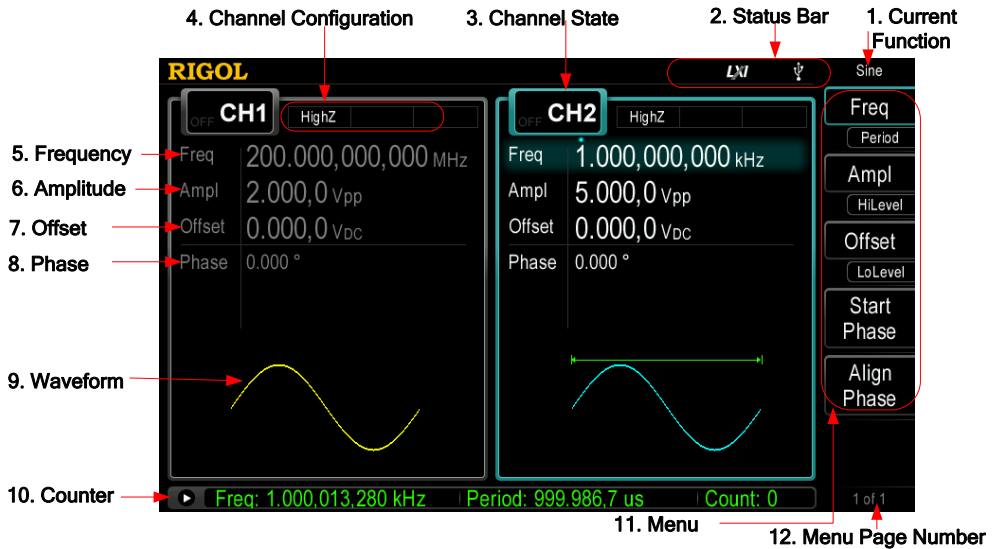 4. Channel Configuration
3. Channel State
2. Status Bar
1. Current
Function
RIGOL
LXI
Sine
OFF CH1
HighZ
OFF CH2
HighZ
Freq
Period
Ampl
HiLevel
Offset
LoLevel
Start
Phase
Align
Phase
5. Frequency
Freq 200.000,000,000 MHz
Freq 1.000,000,000 kHz
6. Amplitude
Ampl 2.000,0 Vpp
Ampl 5.000,0 Vpp
7. Offset
Offset 0.000,0 VDC
Offset 0.000,0 VDC
8. Phase
Phase 0.000 °
Phase 0.000 °
9. Waveform
10. Counter
Freq: 1.000,013,280 kHz
Period: 999.986,7 us
Count: 0
1 of 1
11. Menu
12. Menu Page Number